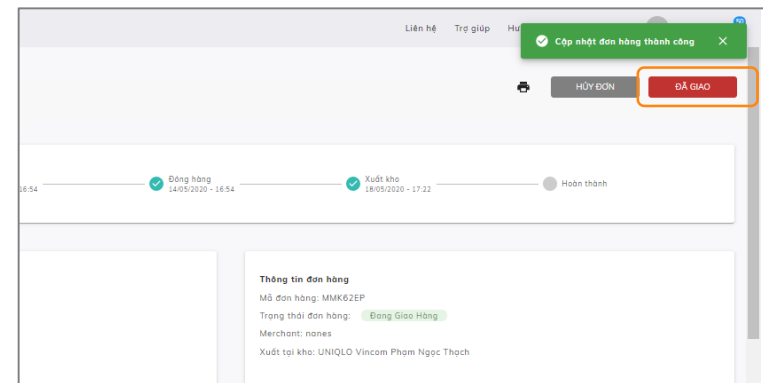 Liên hệ Trợ giúp
50
Cập nhật đơn hàng thành công
HỦY ĐƠN ĐÃ GIAO
Đóng hàng Xuất kho Hoàn thành
16:54 14/05/2020 - 16:54 18/05/2020 - 17:22
Thông tin đơn hàng
Mã đơn hàng: MMK62EP
Trạng thái đơn hàng: Đang Giao Hàng
Merchant: nanes
Xuất tại kho: UNIQLO Vincom Phạm Ngọc Thạch